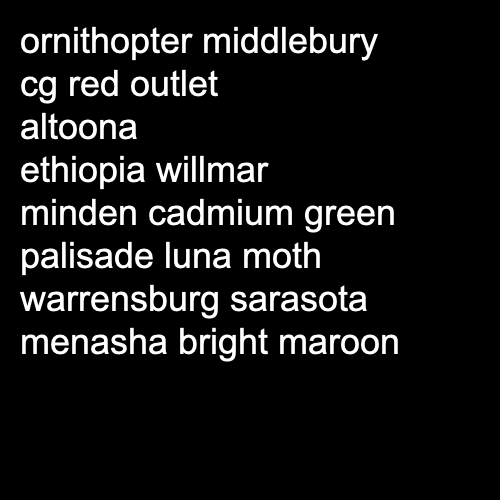 ornithopter middlebury
cg red outlet
altoona
ethiopia willmar
minden cadmium green
palisade luna moth
warrensburg sarasota
menasha bright maroon